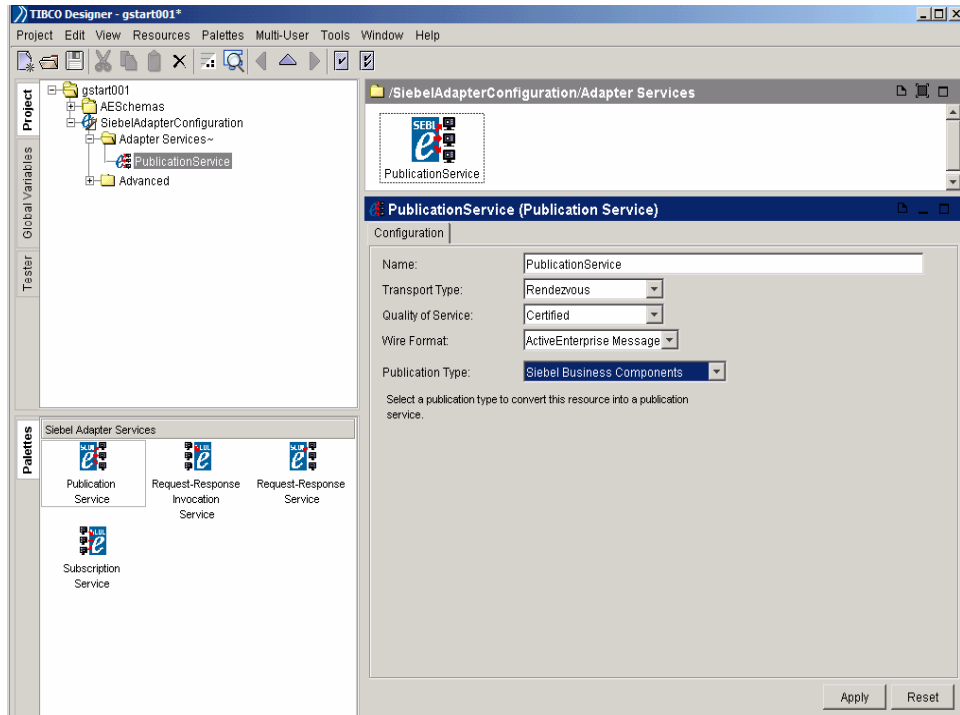 TIBCO Designer - gstart001*
Project Edit View Resources Palettes Multi-User Tools Window Help
Project
Global Variables
Tester
gstart001
AESchemas
SiebelAdapterConfiguration
Adapter Services~
PublicationService
Advanced
/SiebelAdapterConfiguration/Adapter Services
SEBL
PublicationService
PublicationService (Publication Service)
Configuration
Name: PublicationService
Transport Type: Rendezvous
Quality of Service: Certified
Wire Format: ActiveEnterprise Message
Publication Type: Siebel Business Components
Select a publication type to convert this resource into a publication
service.
Palettes
Siebel Adapter Services
Publication
Service
Request-Response
Invocation
Service
Request-Response
Service
Subscription
Service
Apply Reset